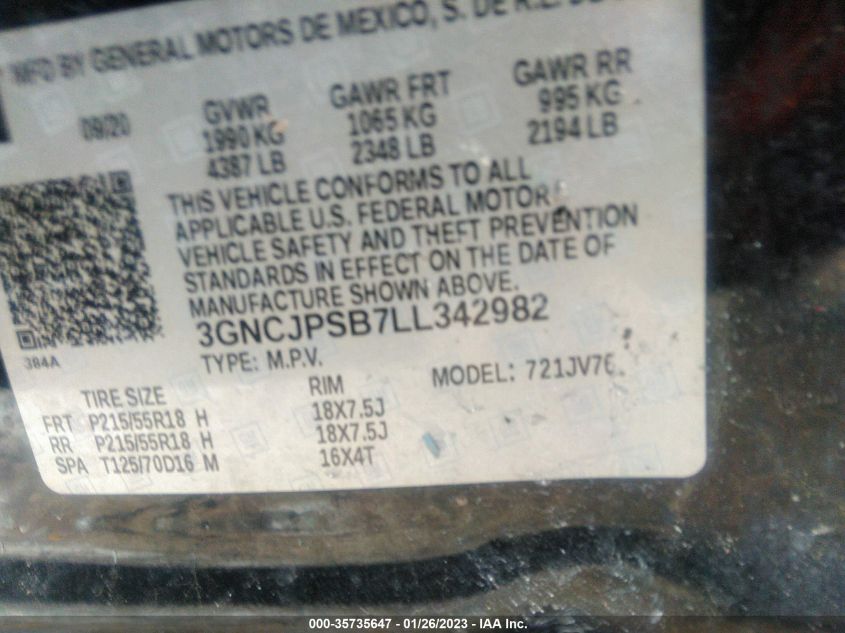 MFD BY GENERAL MOTORS DE MEXICO, S. DE R.L.
09/20 GVWR GAWR FRT GAWR RR
1990 KG 1065 KG 995 KG
4387 LB 2348 LB 2194 LB
THIS VEHICLE CONFORMS TO ALL
APPLICABLE U.S. FEDERAL MOTOR
VEHICLE SAFETY AND THEFT PREVENTION
STANDARDS IN EFFECT ON THE DATE OF
MANUFACTURE SHOWN ABOVE.
3GNCJPSB7LL342982
384A
TYPE: M.P.V. MODEL: 721JV76
TIRE SIZE RIM
FRT P215/55R18 H 18X7.5J
RR P215/55R18 H 18X7.5J
SPA T125/70D16 M 16X4T
000-35735647 - 01/26/2023 - IAA Inc.